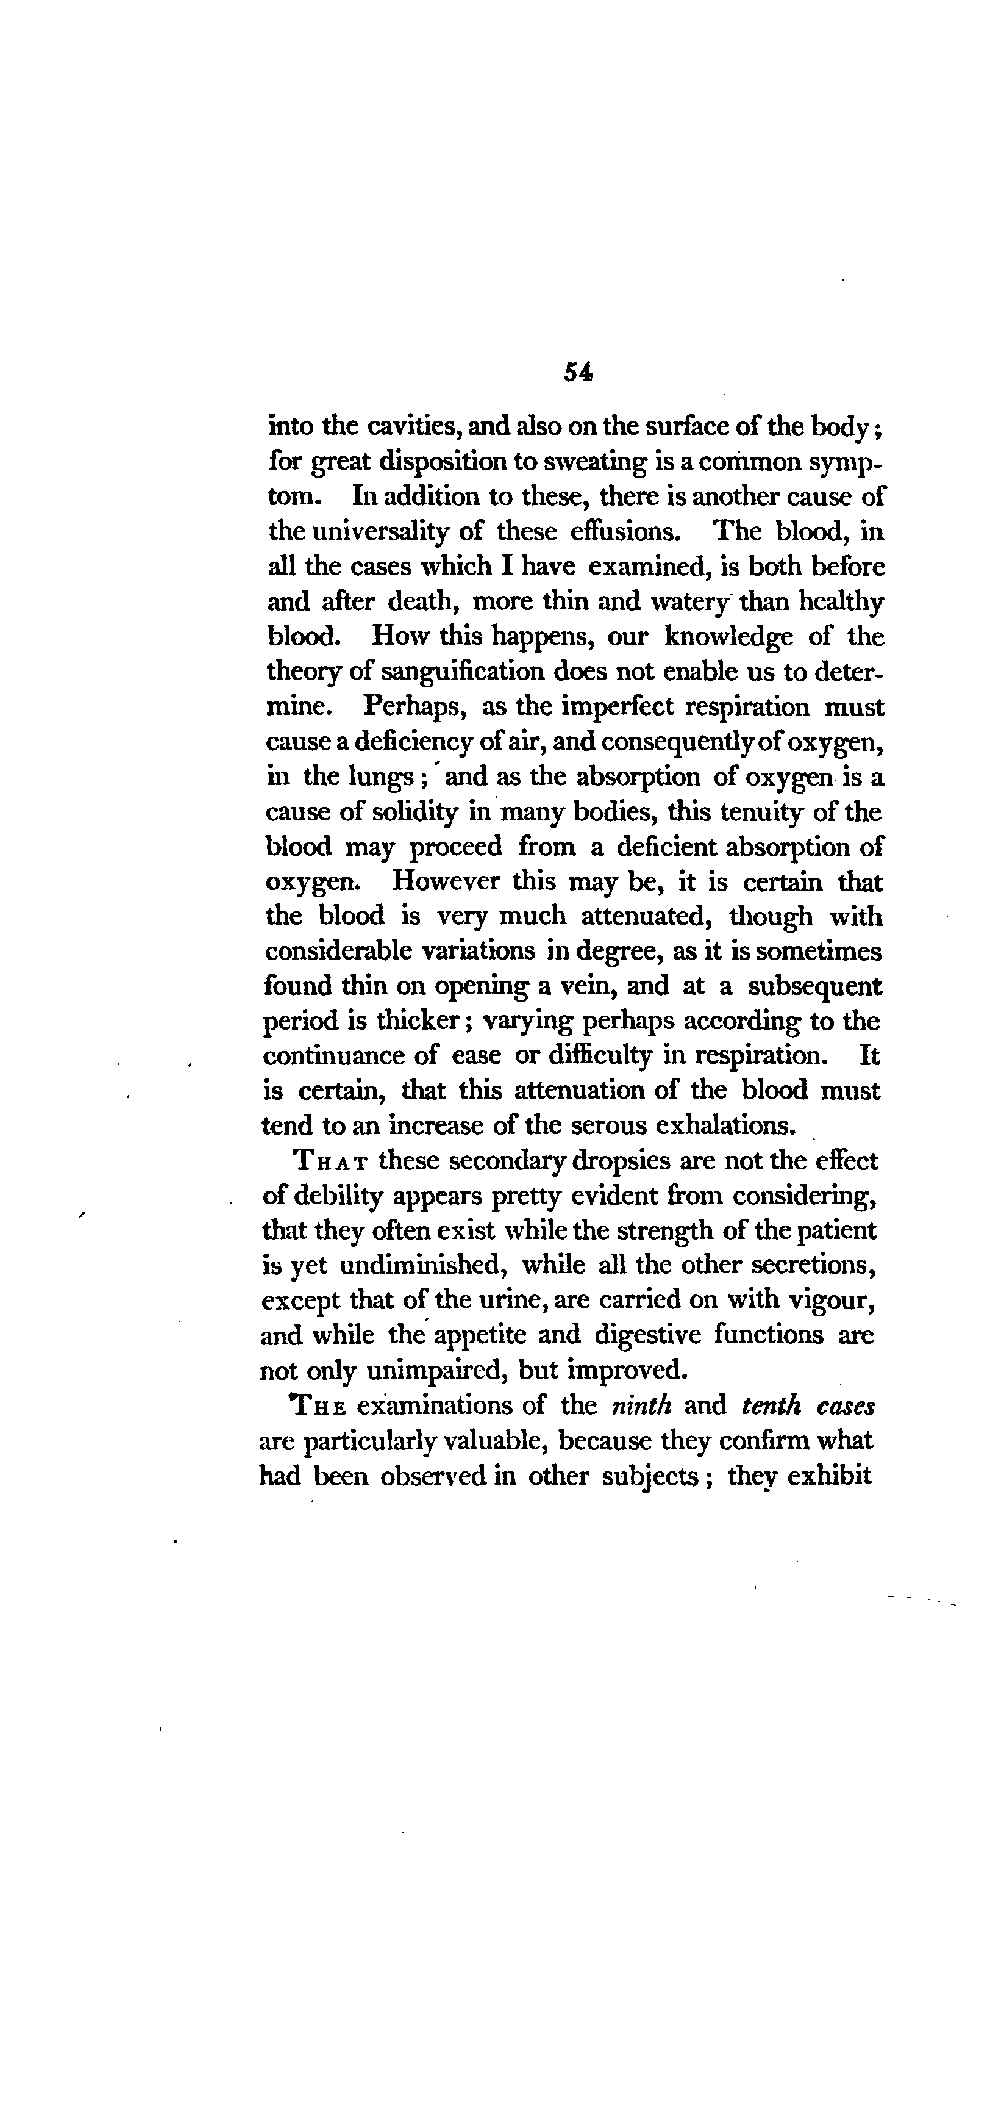 54
into the cavities, and also on the surface of the body;
for great disposition to sweating is a common symp-
tom. In addition to these, there is another cause of
the universality of these effusions. The blood, in
all the cases which I have examined, is both before
and after death, more thin and watery than healthy
blood. How this happens, our knowledge of the
theory of sanguification does not enable us to deter-
mine. Perhaps, as the imperfect respiration must
cause a deficiency of air, and consequently of oxygen,
in the lungs; and as the absorption of oxygen is a
cause of solidity in many bodies, this tenuity of the
blood may proceed from a deficient absorption of
oxygen. However this may be, it is certain that
the blood is very much attenuated, though with
considerable variations in degree, as it is sometimes
found thin on opening a vein, and at a subsequent
period is thicker; varying perhaps according to the
continuance of ease or difficulty in respiration. It
is certain, that this attenuation of the blood must
tend to an increase of the serous exhalations.
THAT these secondary dropsies are not the effect
of debility appears pretty evident from considering,
that they often exist while the strength of the patient
is yet undiminished, while all the other secretions,
except that of the urine, are carried on with vigour,
and while the appetite and digestive functions are
not only unimpaired, but improved.
THE examinations of the ninth and tenth cases
are particularly valuable, because they confirm what
had been observed in other subjects; they exhibit